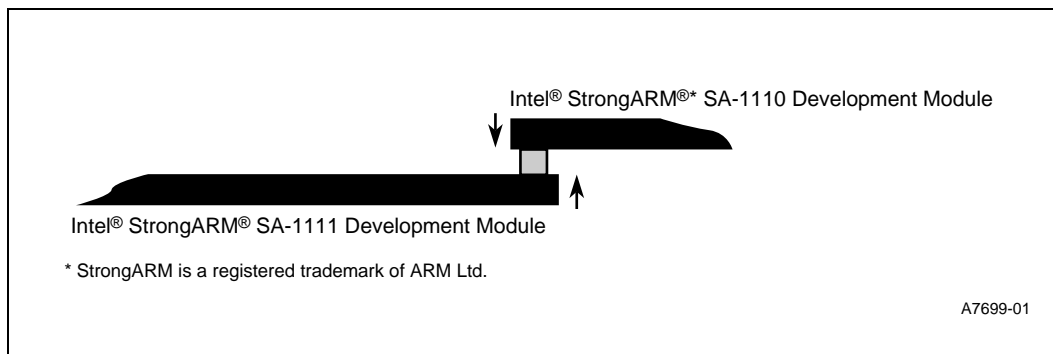 Intel® StrongARM®* SA-1110 Development Module
Intel® StrongARM® SA-1111 Development Module
* StrongARM is a registered trademark of ARM Ltd.
A7699-01